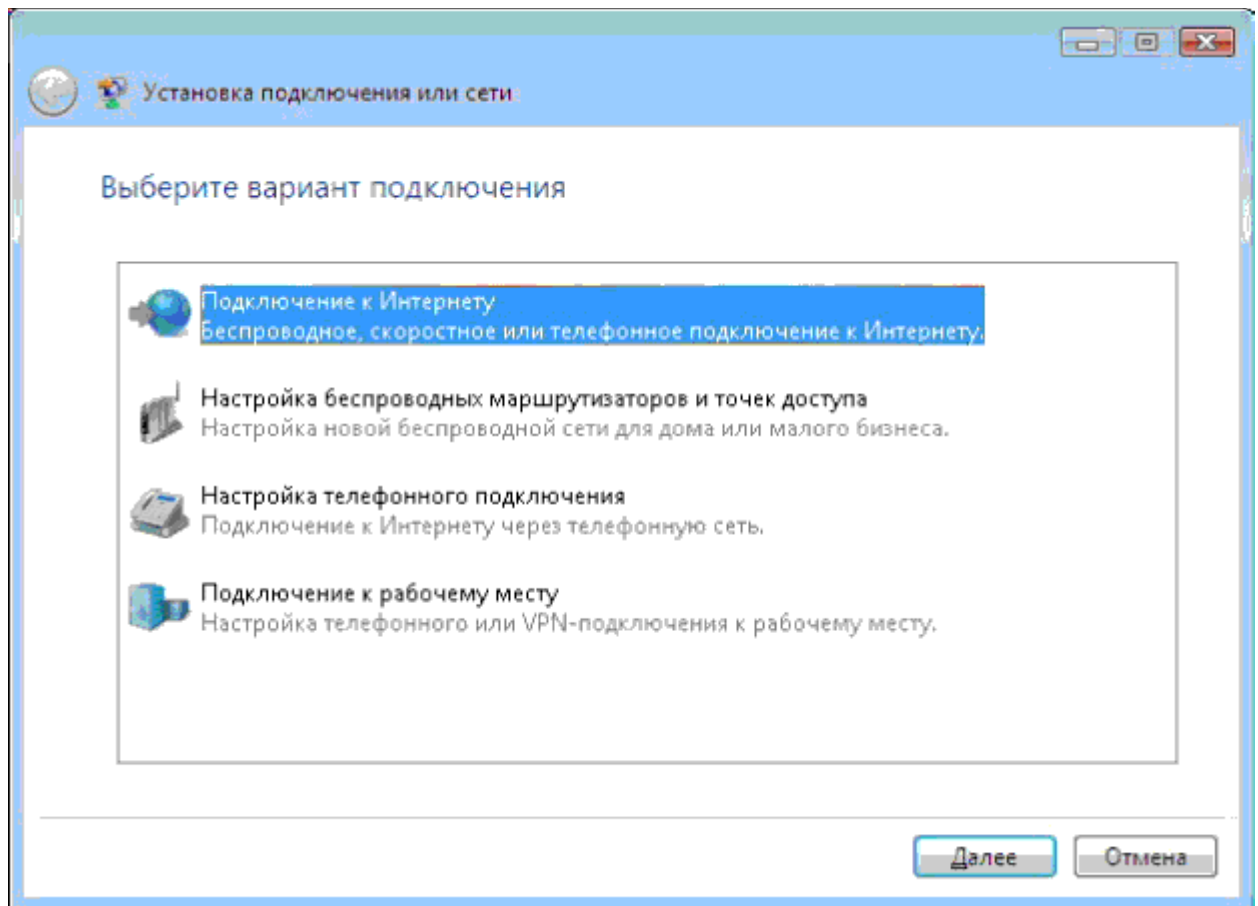 Установка подключения или сети
Выберите вариант подключения
Подключение к Интернету
Беспроводное, скоростное или телефонное подключение к Интернету.
Настройка беспроводных маршрутизаторов и точек доступа
Настройка новой беспроводной сети для дома или малого бизнеса.
Настройка телефонного подключения
Подключение к Интернету через телефонную сеть.
Подключение к рабочему месту
Настройка телефонного или VPN-подключения к рабочему месту.
Далее Отмена